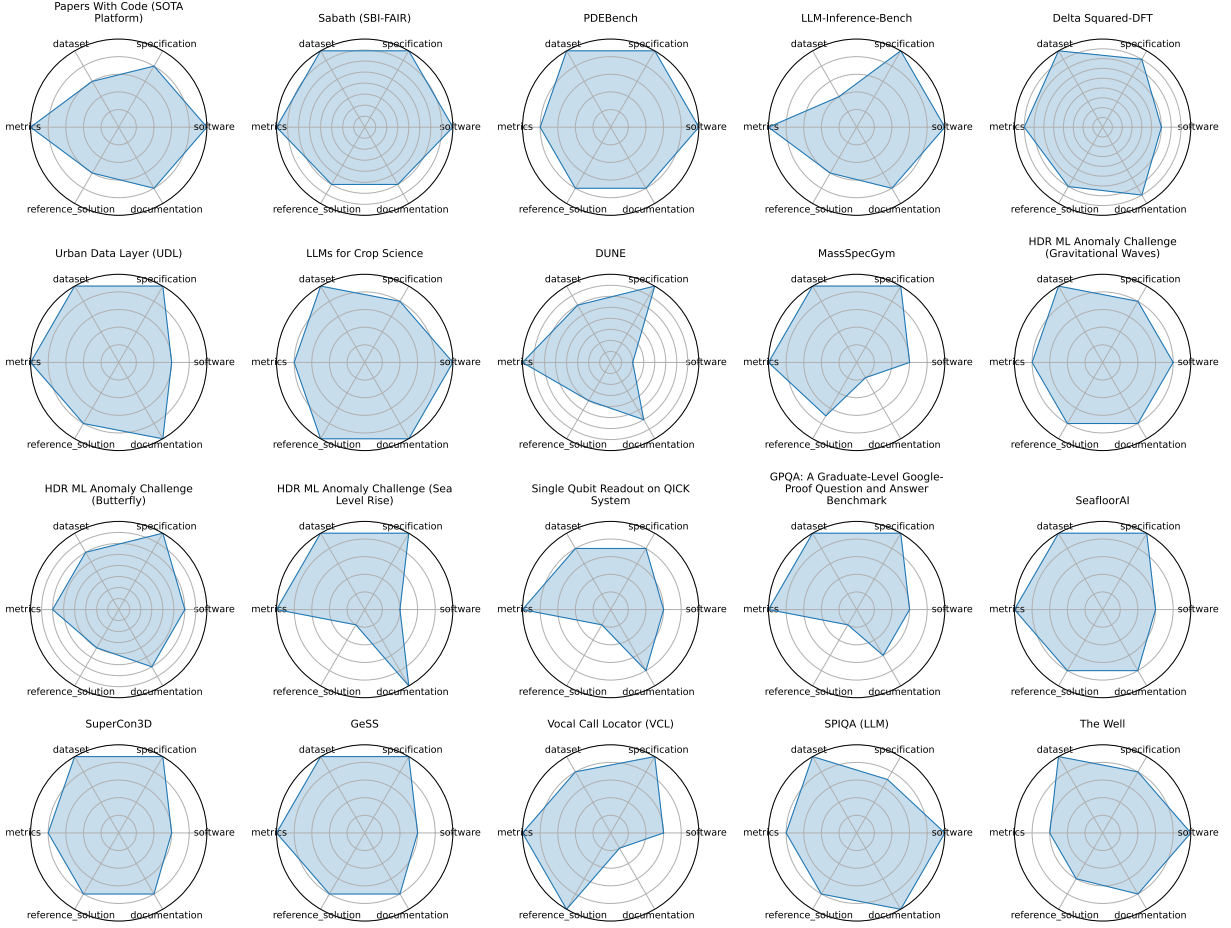 Papers With Code (SOTA
Platform)
specification
dataset
metrics
software
reference_solution
documentation
Sabath (SBI-FAIR)
specification
dataset
metrics
software
reference_solution
documentation
PDEBench
specification
dataset
metrics
software
reference_solution
documentation
LLM-Inference-Bench
specification
dataset
metrics
software
reference_solution
documentation
Delta Squared-DFT
specification
dataset
metrics
software
reference_solution
documentation
Urban Data Layer (UDL)
specification
dataset
metrics
software
reference_solution
documentation
LLMs for Crop Science
specification
dataset
metrics
software
reference_solution
documentation
DUNE
specification
dataset
metrics
software
reference_solution
documentation
MassSpecGym
specification
dataset
metrics
software
reference_solution
documentation
HDR ML Anomaly Challenge
(Gravitational Waves)
specification
dataset
metrics
software
reference_solution
documentation
HDR ML Anomaly Challenge
(Butterfly)
specification
dataset
metrics
software
reference_solution
documentation
HDR ML Anomaly Challenge (Sea
Level Rise)
specification
dataset
metrics
software
reference_solution
documentation
Single Qubit Readout on QICK
System
specification
dataset
metrics
software
reference_solution
documentation
GPQA: A Graduate-Level Google-
Proof Question and Answer
Benchmark
specification
dataset
metrics
software
reference_solution
documentation
SeafloorAI
specification
dataset
metrics
software
reference_solution
documentation
SuperCon3D
specification
dataset
metrics
software
reference_solution
documentation
GeSS
specification
dataset
metrics
software
reference_solution
documentation
Vocal Call Locator (VCL)
specification
dataset
metrics
software
reference_solution
documentation
SPIQA (LLM)
specification
dataset
metrics
software
reference_solution
documentation
The Well
specification
dataset
metrics
software
reference_solution
documentation